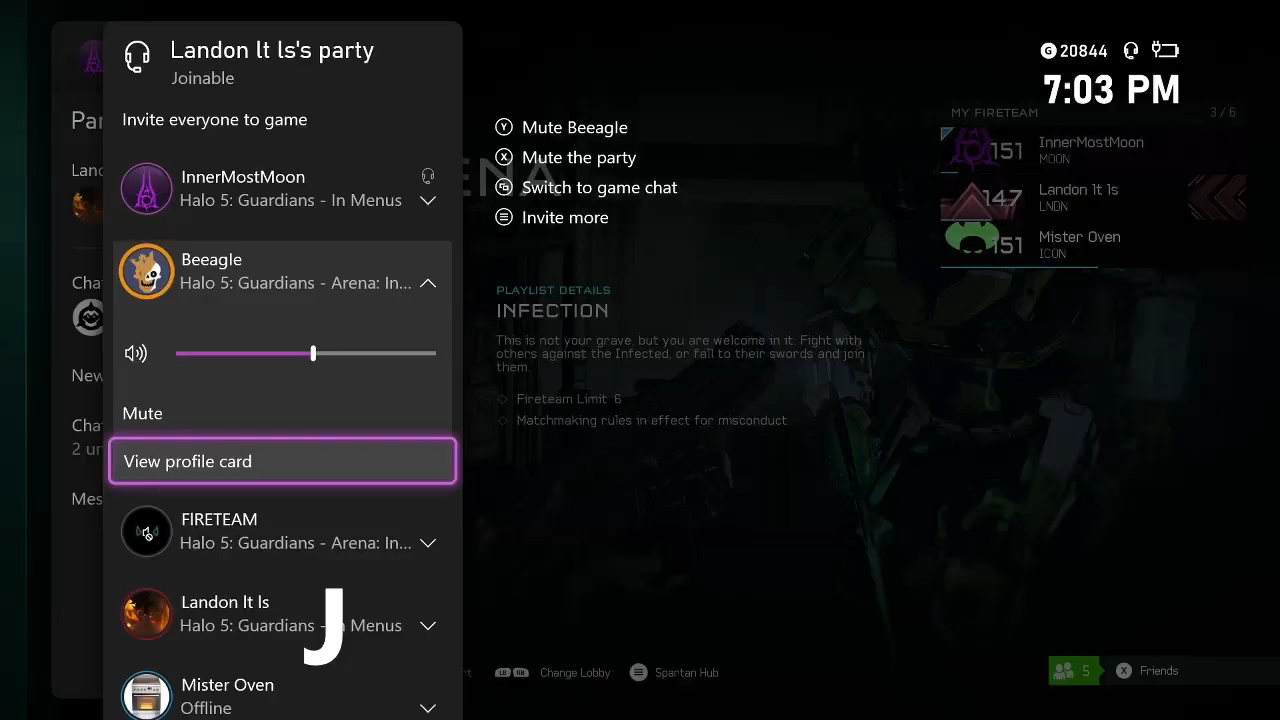 Landon It Is's party
Joinable
Invite everyone to game
InnerMostMoon
Halo 5: Guardians - In Menus
Beeagle
Halo 5: Guardians - Arena: In...
Mute
View profile card
FIRETEAM
Halo 5: Guardians - Arena: In...
Landon It Is
Halo 5: Guardians - In Menus
J
Mister Oven
Offline
Par
Chat
New
Mes
Y Mute Beeagle
X Mute the party
Switch to game chat
Invite more
PLAYLIST DETAILS
INFECTION
This is not your grave, but you are welcome in it. Fight with
others against the Infected, or fall to their swords and join
them.
Fireteam Limit 6
Matchmaking rules in effect for misconduct
G 20844
7:03 PM
MY FIRETEAM 3 / 6
151 InnerMostMoon
MOON
147 Landon It Is
LNDN
151 Mister Oven
ICON
LB RB Change Lobby
Spartan Hub
5 X Friends